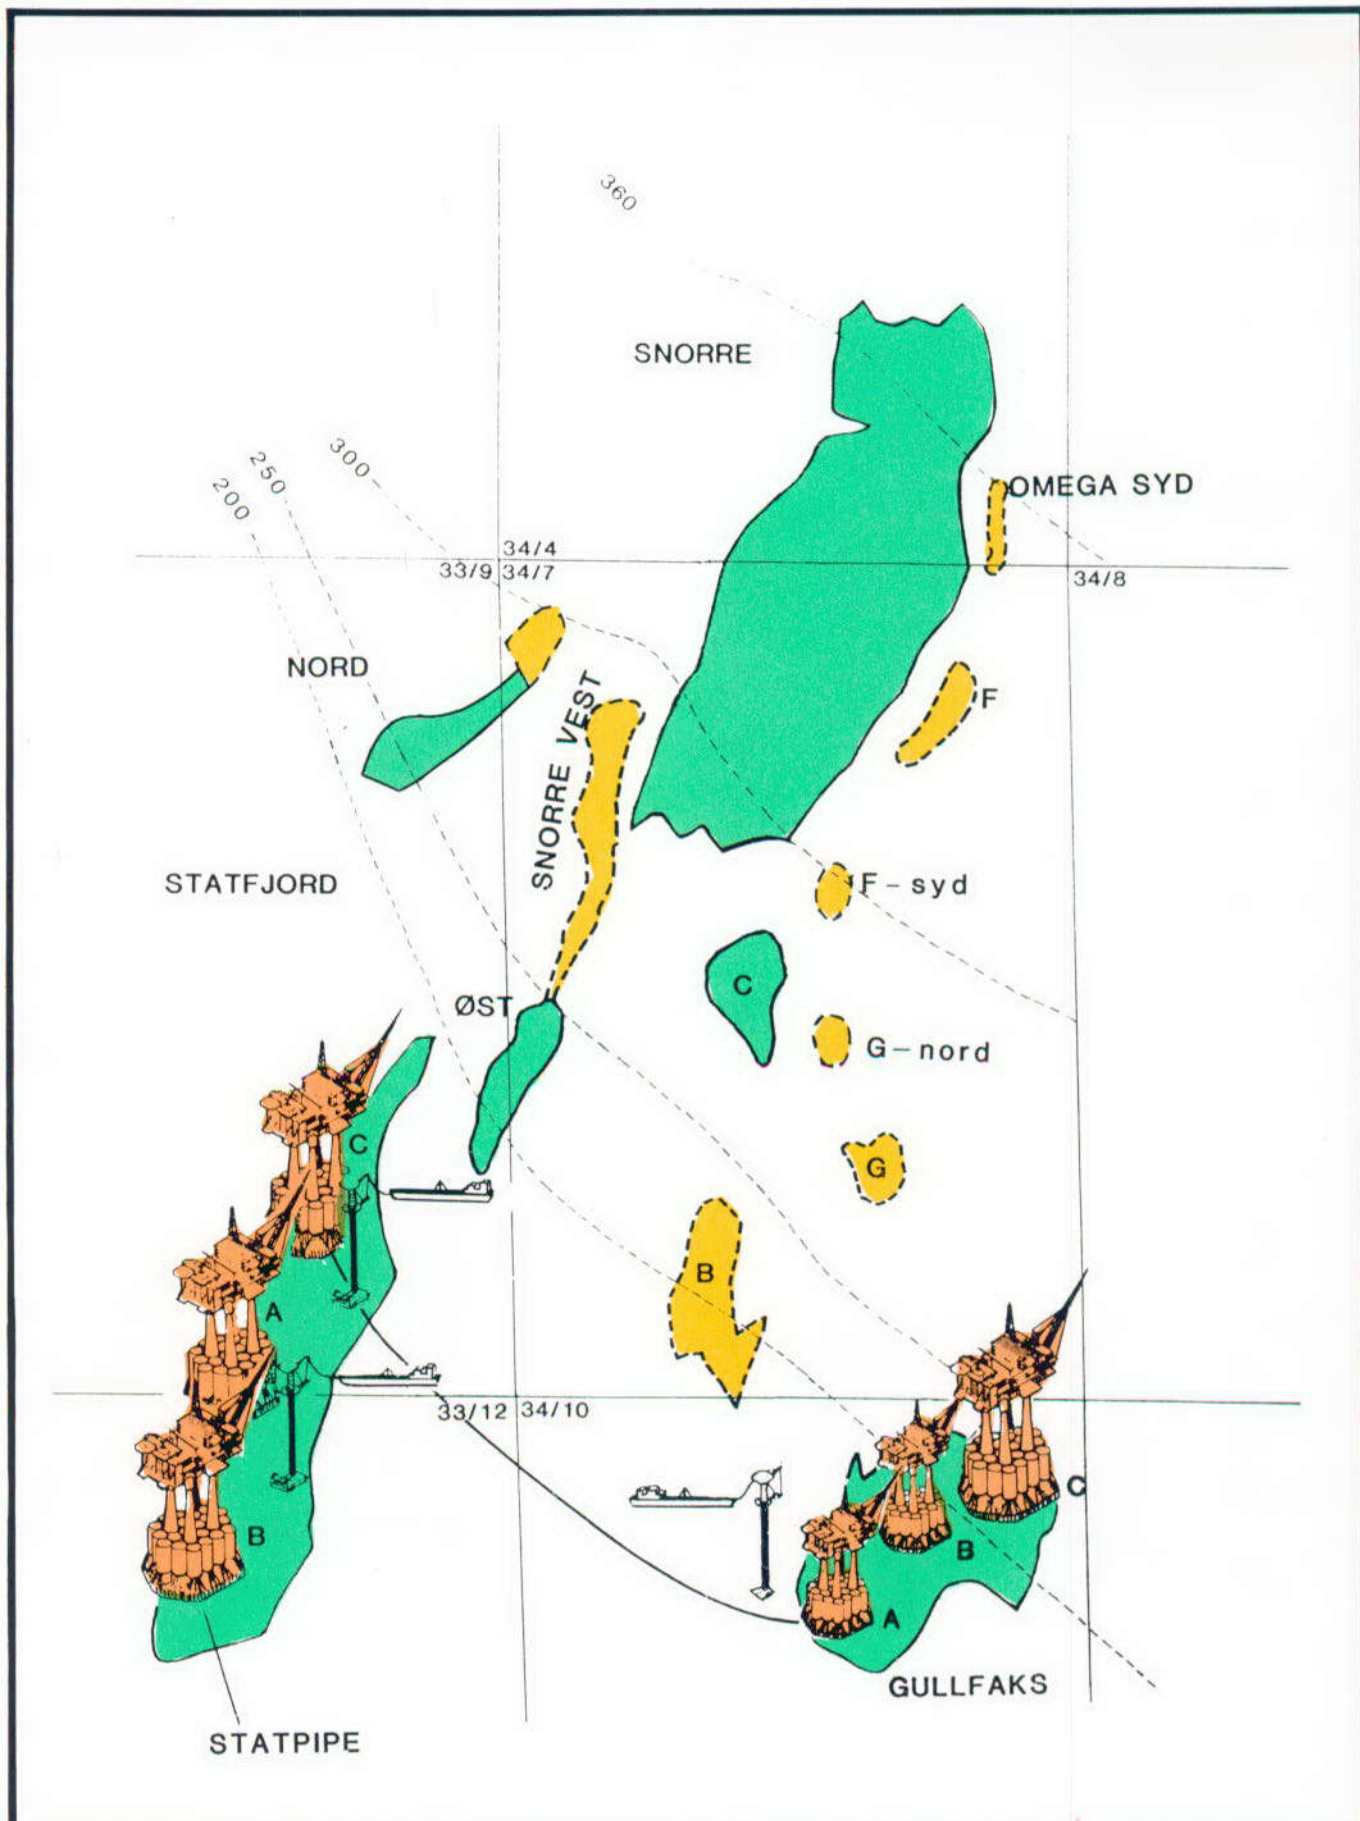 360
SNORRE
300
250
200
OMEGA SYD
34/4
33/9 34/7
34/8
NORD
SNORRE VEST
F
STATFJORD
F-syd
C
ØST
G-nord
C
G
B
A
33/12 34/10
C
B
B
A
GULLFAKS
STATPIPE